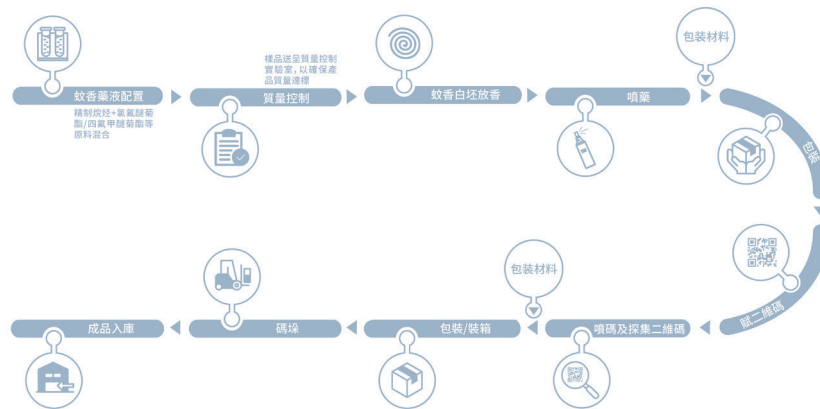 蚊香藥液配置
精制烷烴+氯氟醚菊
酯/四氟甲醚菊酯等
原料混合
樣品送呈質量控制
實驗室，以確保產
品質量達標
質量控制
蚊香白坯放香
噴藥
包装材料
包裝
賦二維碼
噴碼及採集二維碼
包装材料
包裝/裝箱
碼垛
成品入庫